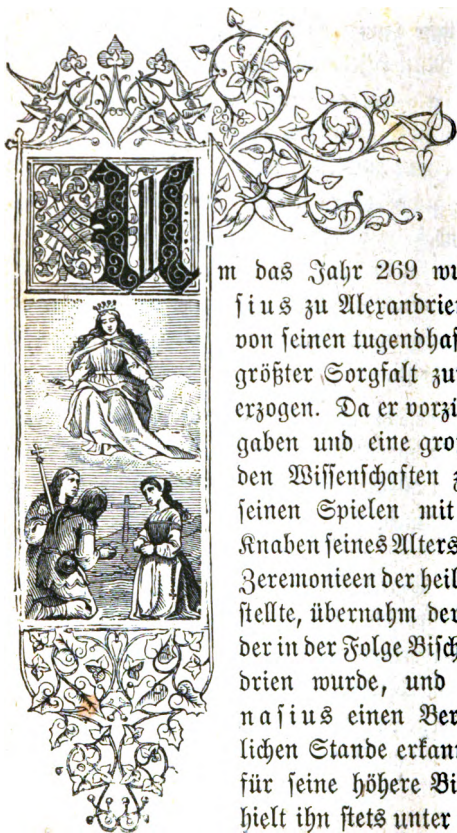 Um das Jahr 269 wu
sius zu Alexandrien
von seinen tugendhaf
größter Sorgfalt zu
erzogen. Da er vorzi
gaben und eine gro
den Wissenschaften z
seinen Spielen mit
Knaben seines Alters
Zeremonieen der heil
stellte, übernahm der
der in der Folge Bisch
drien wurde, und
nasius einen Ber
lichen Stande erkann
für seine höhere Bi
hielt ihn stets unter